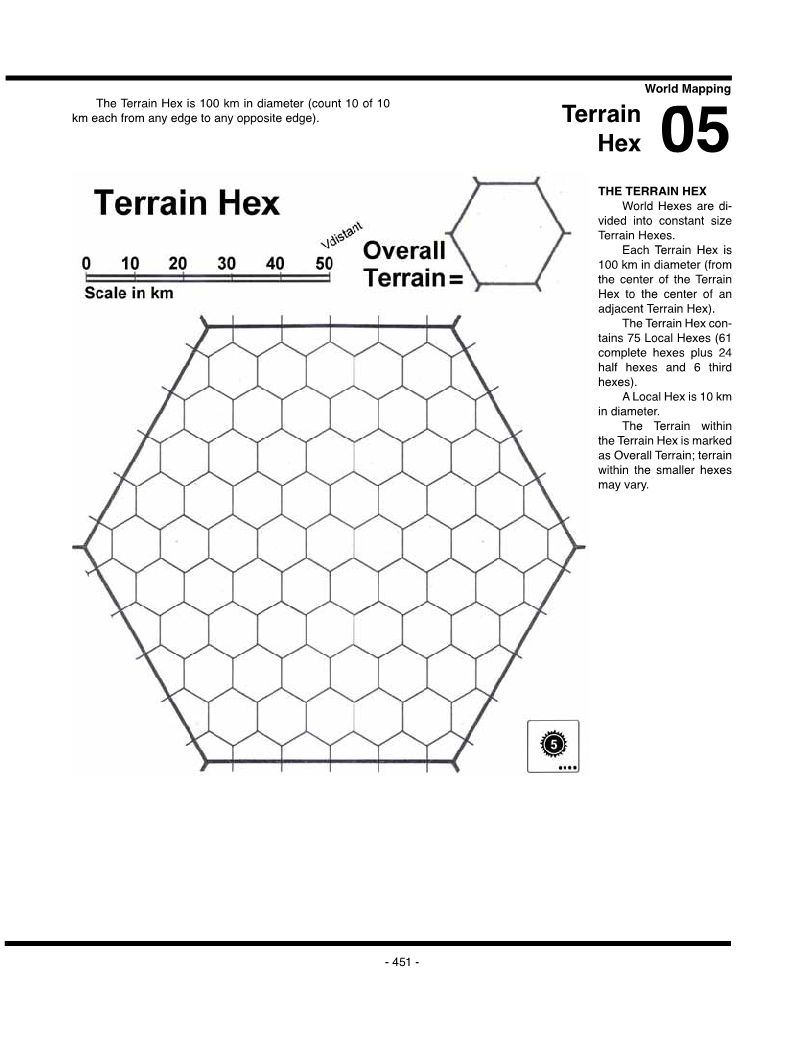 World Mapping
The Terrain Hex is 100 km in diameter (count 10 of 10
km each from any edge to any opposite edge).
Terrain
Hex
05
Terrain Hex
Vdistant
0 10 20 30 40 50
Scale in km
Overall
Terrain=
THE TERRAIN HEX
World Hexes are di-
vided into constant size
Terrain Hexes.
Each Terrain Hex is
100 km in diameter (from
the center of the Terrain
Hex to the center of an
adjacent Terrain Hex).
The Terrain Hex con-
tains 75 Local Hexes (61
complete hexes plus 24
half hexes and 6 third
hexes).
A Local Hex is 10 km
in diameter.
The Terrain within
the Terrain Hex is marked
as Overall Terrain; terrain
within the smaller hexes
may vary.
5
- 451 -